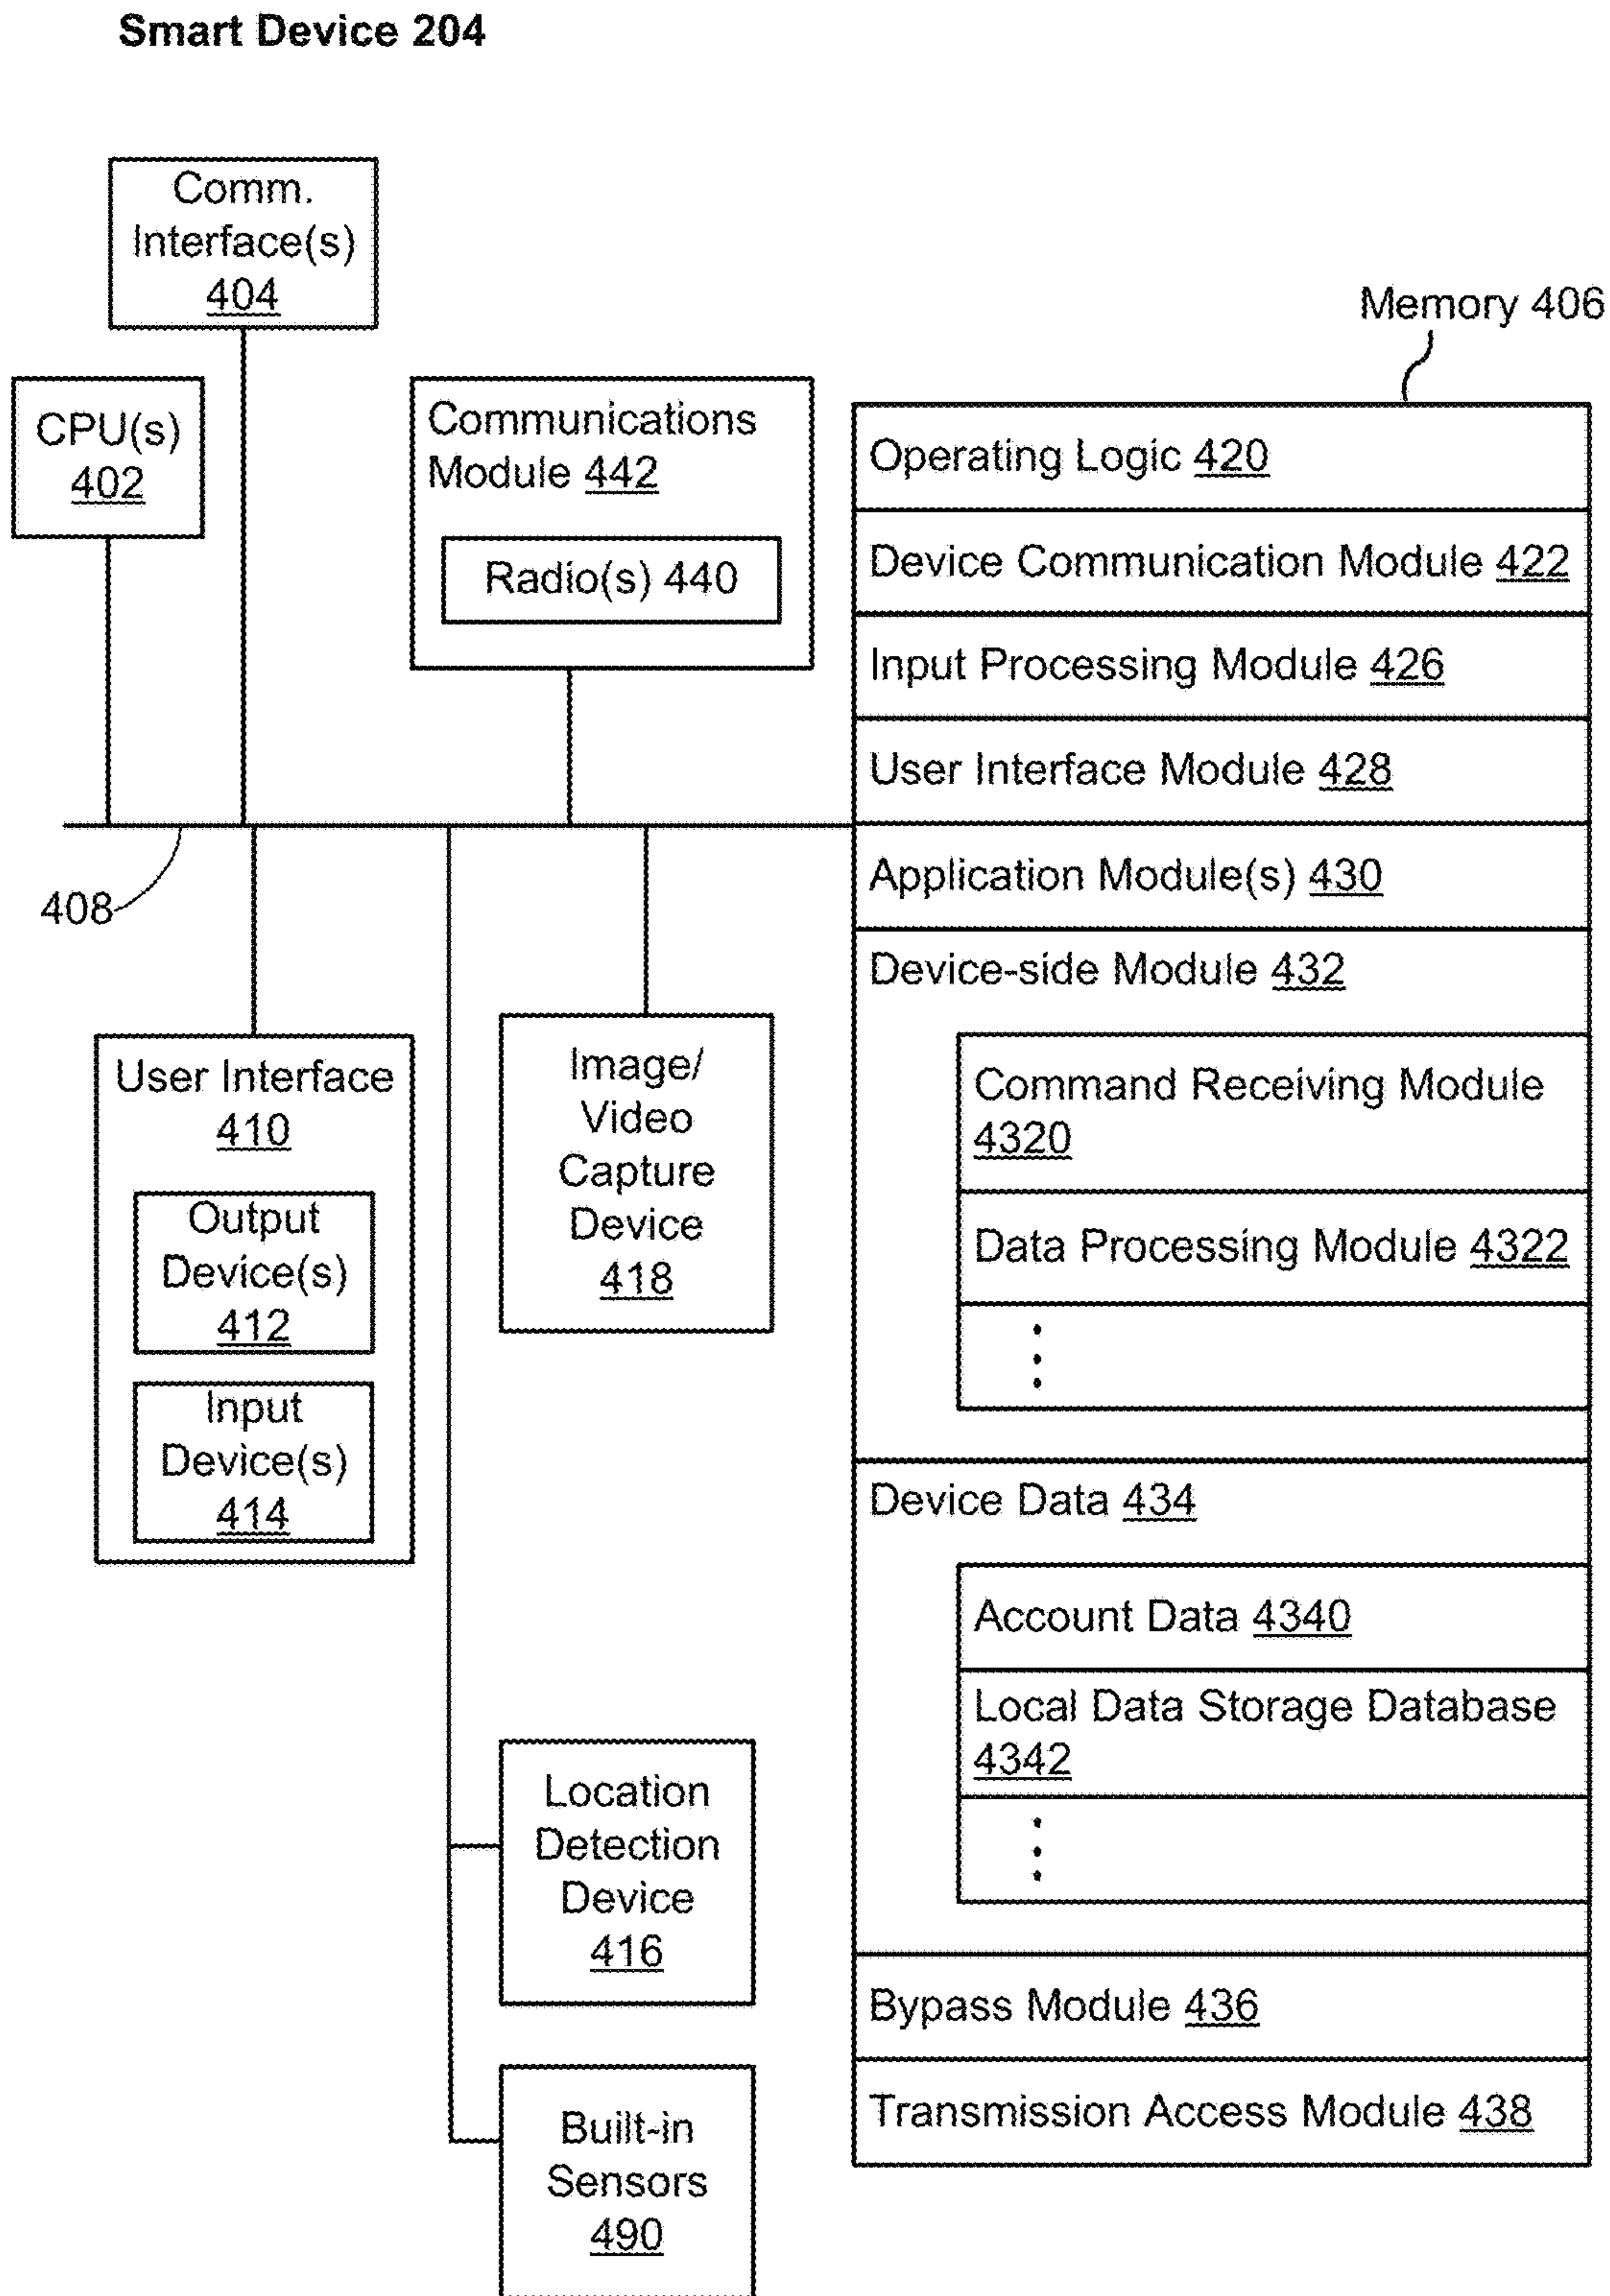 Smart Device 204
Comm.
Interface(s)
404
Memory 406
CPU(s)
402
Communications
Module 442
Radio(s) 440
408
User Interface
410
Output
Device(s)
412
Input
Device(s)
414
Image/
Video
Capture
Device
418
Location
Detection
Device
416
Built-in
Sensors
490
Operating Logic 420
Device Communication Module 422
Input Processing Module 426
User Interface Module 428
Application Module(s) 430
Device-side Module 432
Command Receiving Module
4320
Data Processing Module 4322
Device Data 434
Account Data 4340
Local Data Storage Database
4342
Bypass Module 436
Transmission Access Module 438